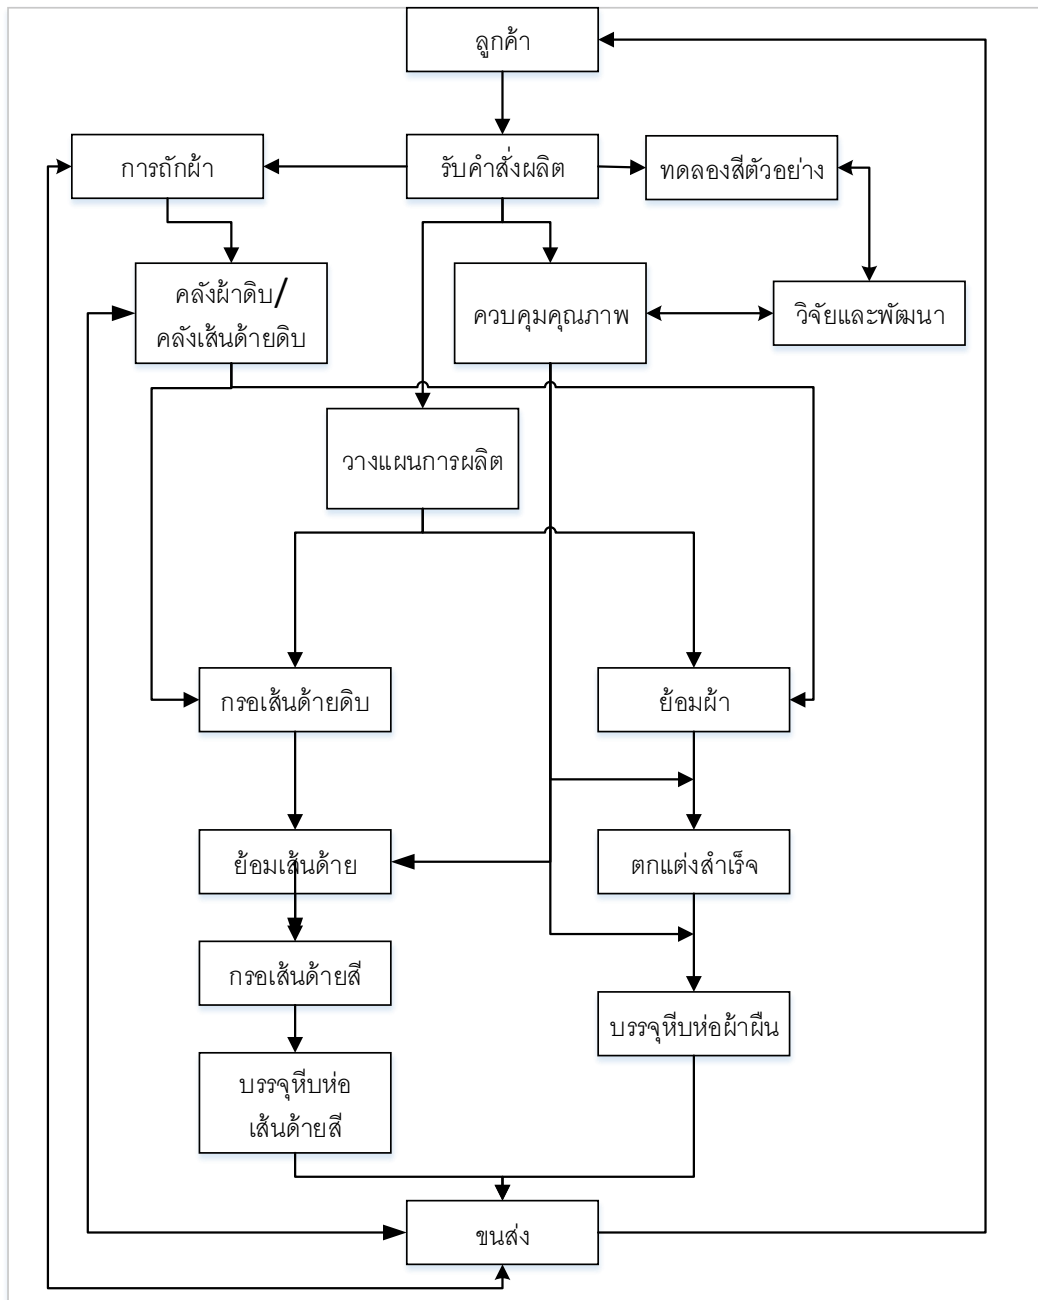 ลูกค้า
การถักผ้า
รับคำสั่งผลิต
ทดลองสีตัวอย่าง
คลังผ้าดิบ/
คลังเส้นด้ายดิบ
ควบคุมคุณภาพ
วิจัยและพัฒนา
วางแผนการผลิต
กรอเส้นด้ายดิบ
ย้อมผ้า
ย้อมเส้นด้าย
ตกแต่งสำเร็จ
กรอเส้นด้ายสี
บรรจุหีบห่อผ้าผืน
บรรจุหีบห่อ
เส้นด้ายสี
ขนส่ง